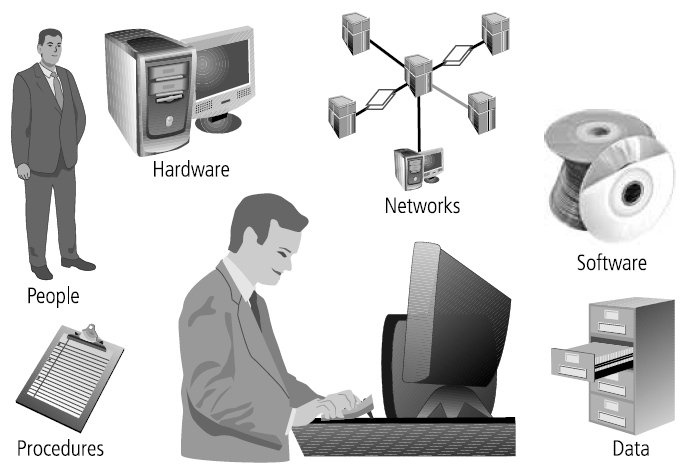 Hardware
Networks
Software
People
Procedures
Data